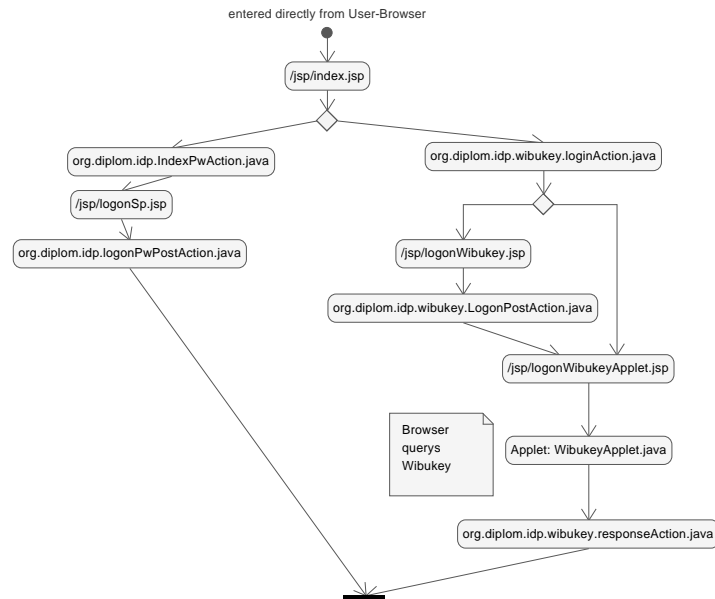 entered directly from User-Browser
/jsp/index.jsp
org.diplom.idp.IndexPwAction.java
org.diplom.idp.wibukey.loginAction.java
/jsp/logonSp.jsp
org.diplom.idp.logonPwPostAction.java
/jsp/logonWibukey.jsp
org.diplom.idp.wibukey.LogonPostAction.java
/jsp/logonWibukeyApplet.jsp
Browser
querys
Wibukey
Applet: WibukeyApplet.java
org.diplom.idp.wibukey.responseAction.java